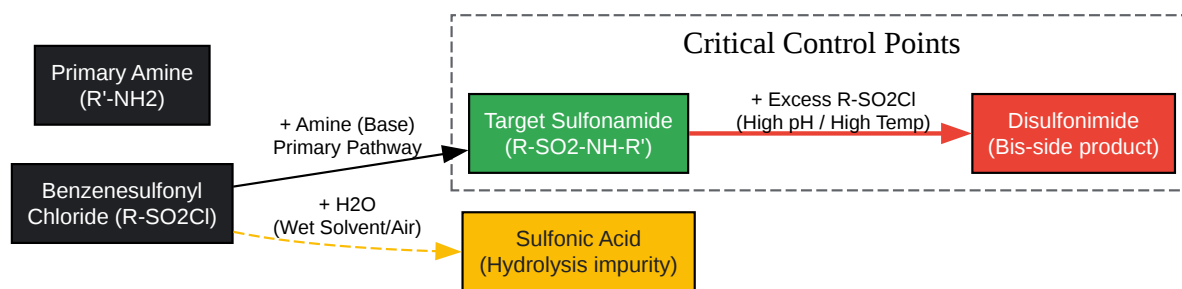 Critical Control Points
Primary Amine
(R'-NH2)
+ Amine (Base)
Primary Pathway
Target Sulfonamide
(R-SO2-NH-R')
+ Excess R-SO2Cl
(High pH / High Temp)
Disulfonimide
(Bis-side product)
Benzenesulfonyl
Chloride (R-SO2Cl)
+ H2O
(Wet Solvent/Air)
Sulfonic Acid
(Hydrolysis impurity)